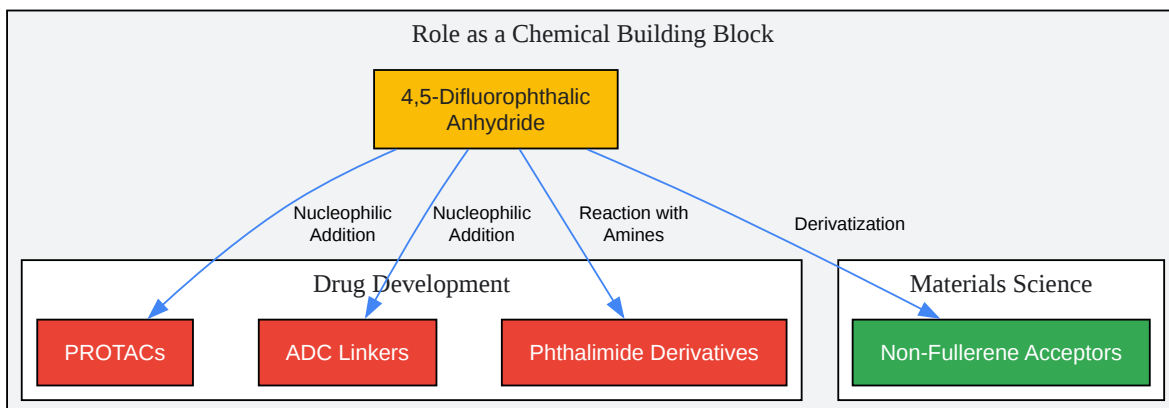 Role as a Chemical Building Block
4,5-Difluorophthalic
Anhydride
Nucleophilic
Addition
Nucleophilic
Addition
Reaction with
Amines
Derivatization
Drug Development
Materials Science
PROTACs
ADC Linkers
Phthalimide Derivatives
Non-Fullerene Acceptors